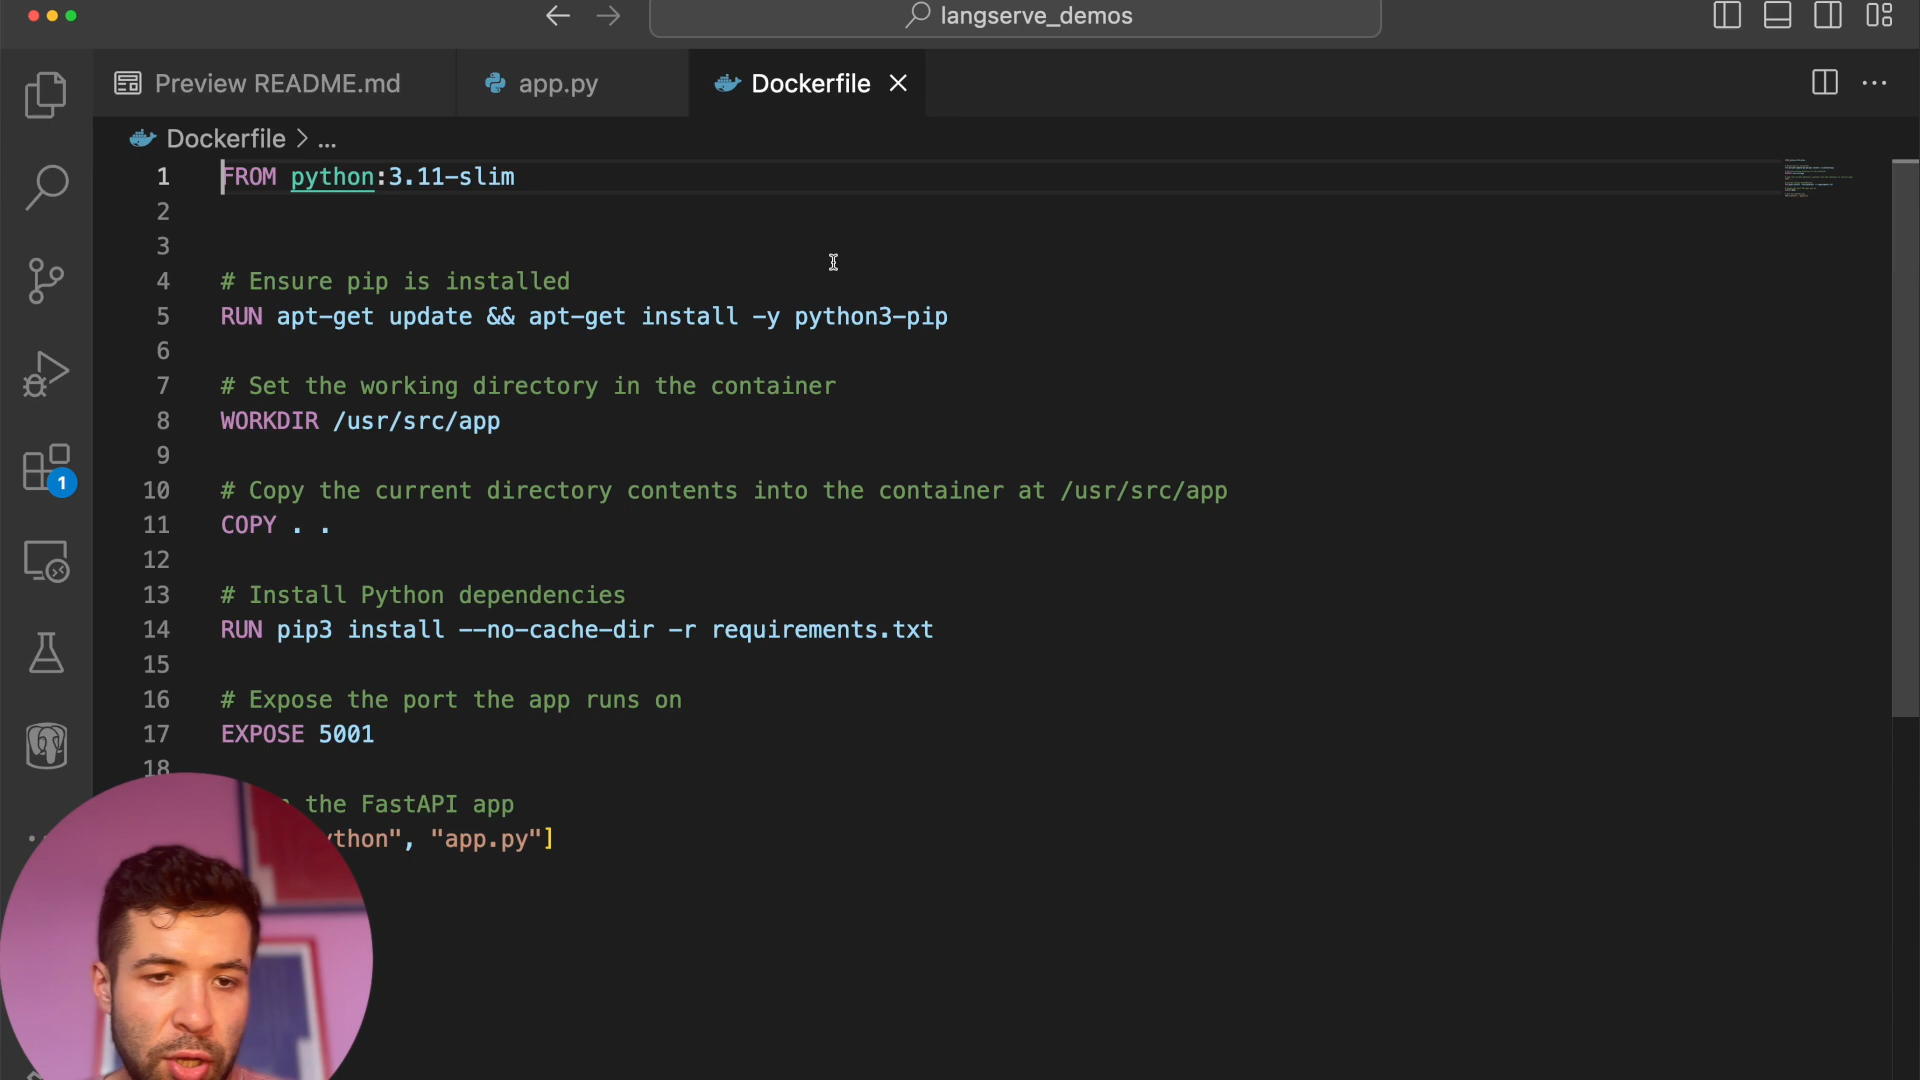 langserve_demos
Preview README.md
app.py
Dockerfile
Dockerfile > ...
1 FROM python:3.11-slim
2
3
4 # Ensure pip is installed
5 RUN apt-get update && apt-get install -y python3-pip
6
7 # Set the working directory in the container
8 WORKDIR /usr/src/app
9
10 # Copy the current directory contents into the container at /usr/src/app
11 COPY . .
12
13 # Install Python dependencies
14 RUN pip3 install --no-cache-dir -r requirements.txt
15
16 # Expose the port the app runs on
17 EXPOSE 5001
18
the FastAPI app
", "app.py"]
1